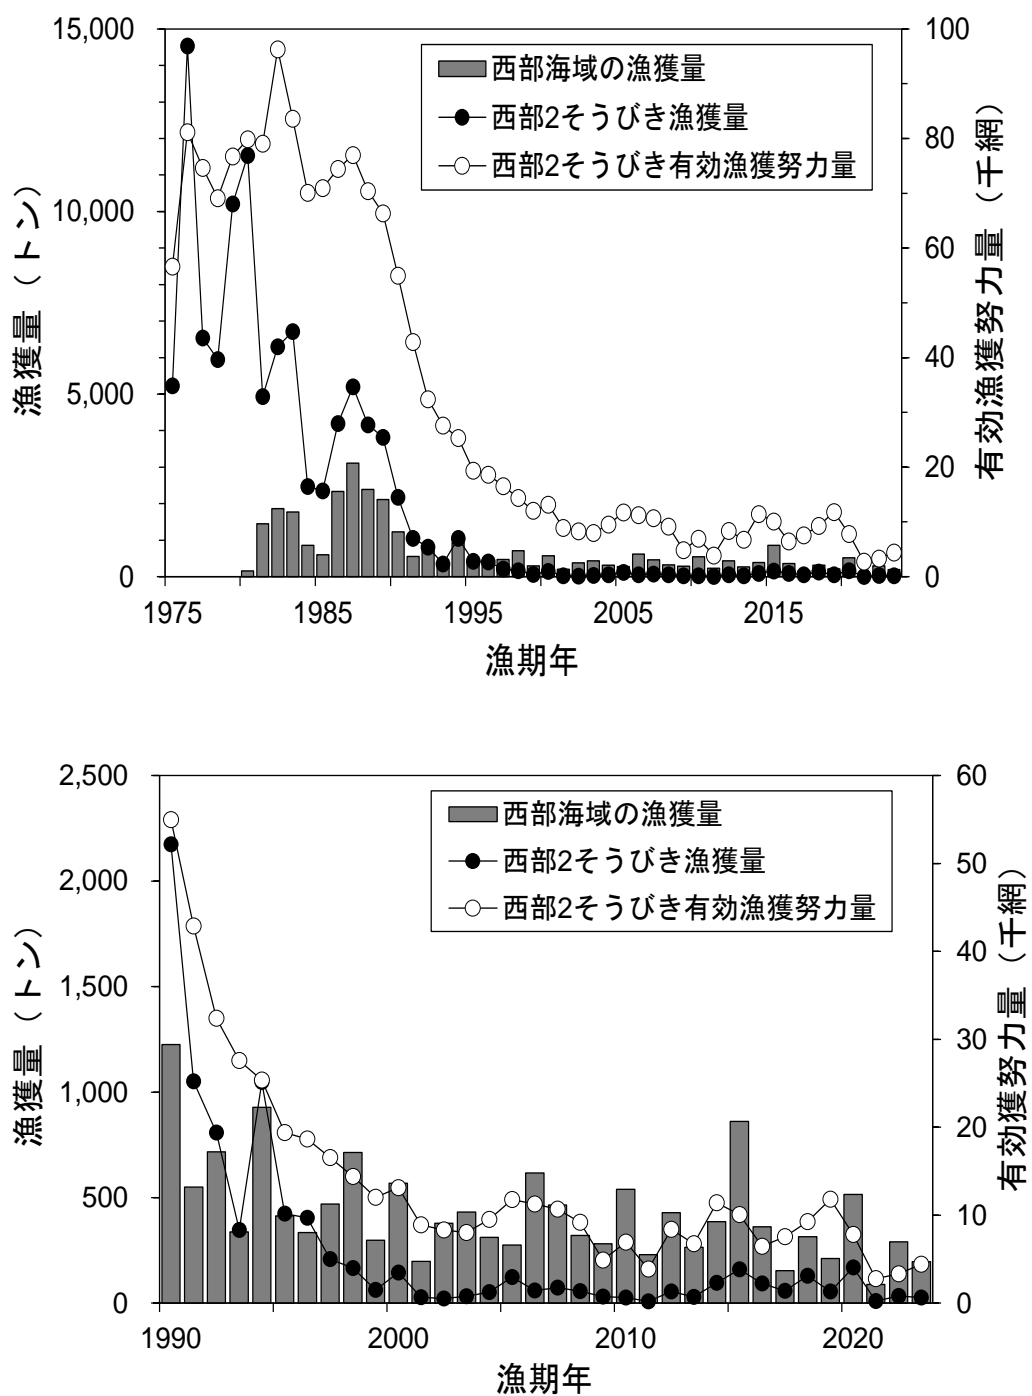 15,000
10,000
5,000
0
漁獲量（トン）
100
80
60
40
20
0
有効漁獲努力量（千網）
西部海域の漁獲量
西部2そうびき漁獲量
西部2そうびき有効漁獲努力量
1975 1985 1995 2005 2015
漁期年
2,500
2,000
1,500
1,000
500
0
漁獲量（トン）
60
50
40
30
20
10
0
有効獲努力量（千網）
西部海域の漁獲量
西部2そうびき漁獲量
西部2そうびき有効漁獲努力量
1990 2000 2010 2020
漁期年